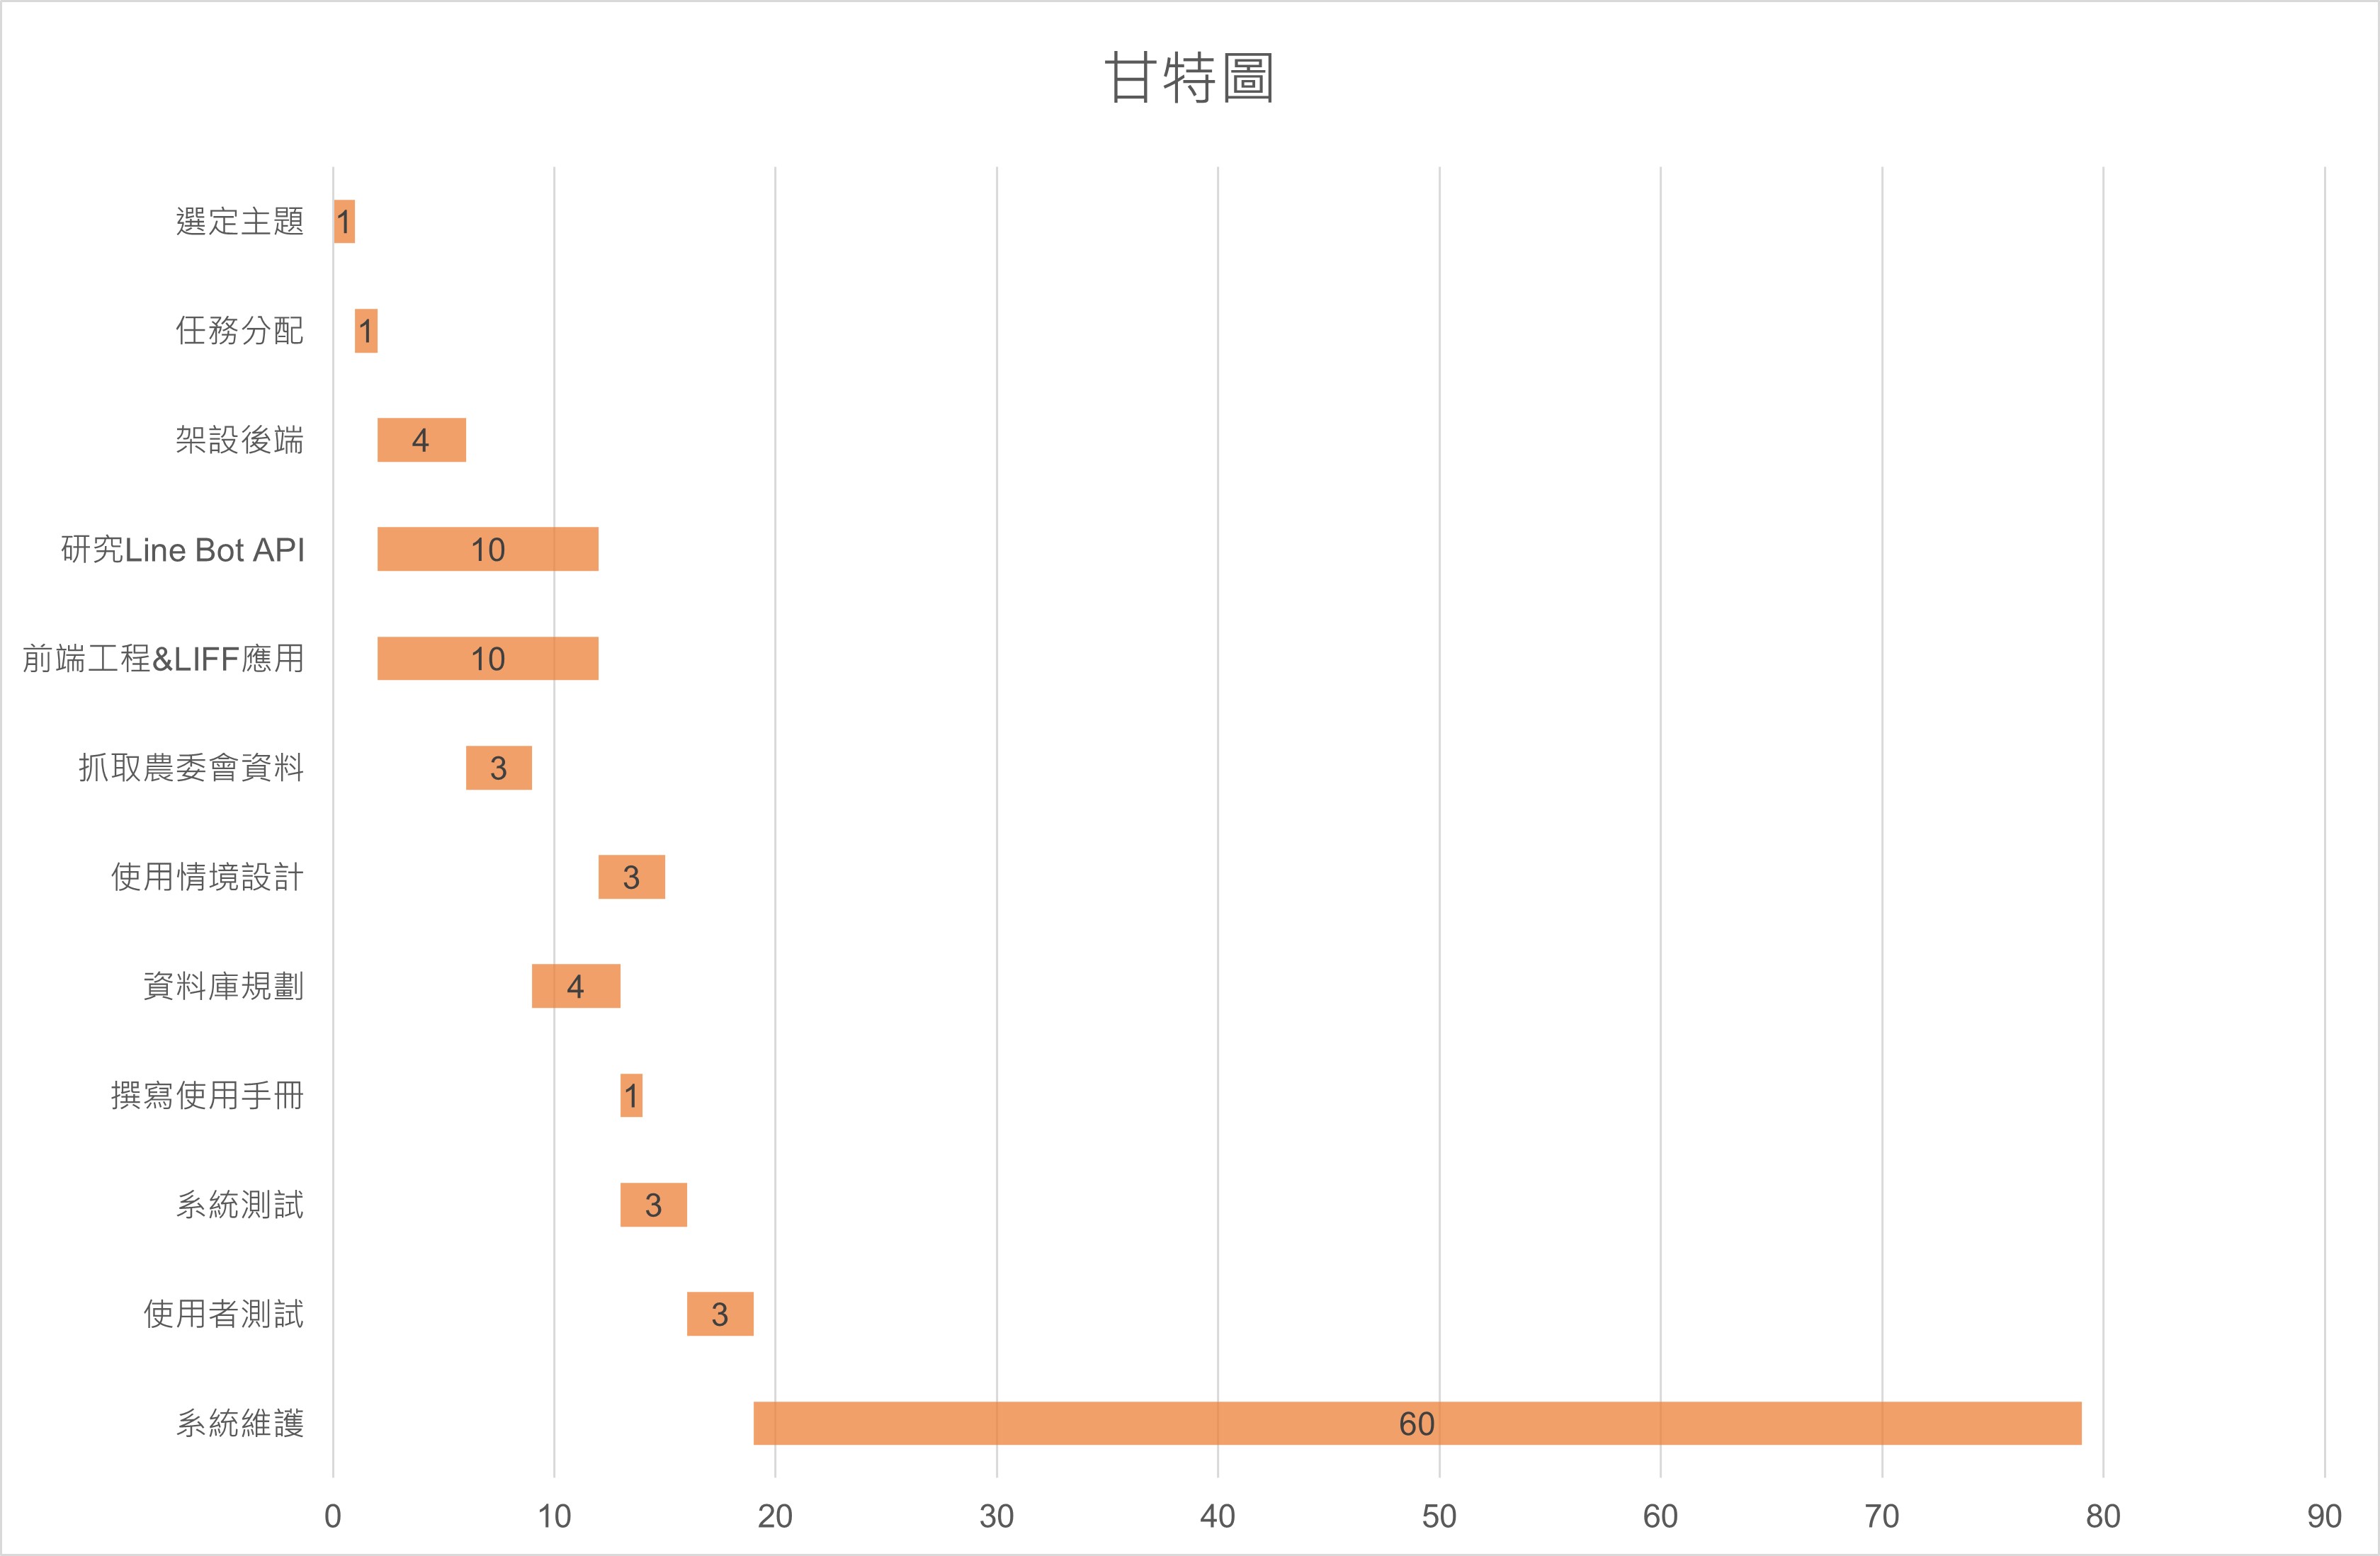 甘特圖
選定主題
1
任務分配
1
架設後端
4
研究Line Bot API
10
前端工程&LIFF應用
10
抓取農委會資料
3
使用情境設計
3
資料庫規劃
4
撰寫使用手冊
1
系統測試
3
使用者測試
3
系統維護
60
0 10 20 30 40 50 60 70 80 90